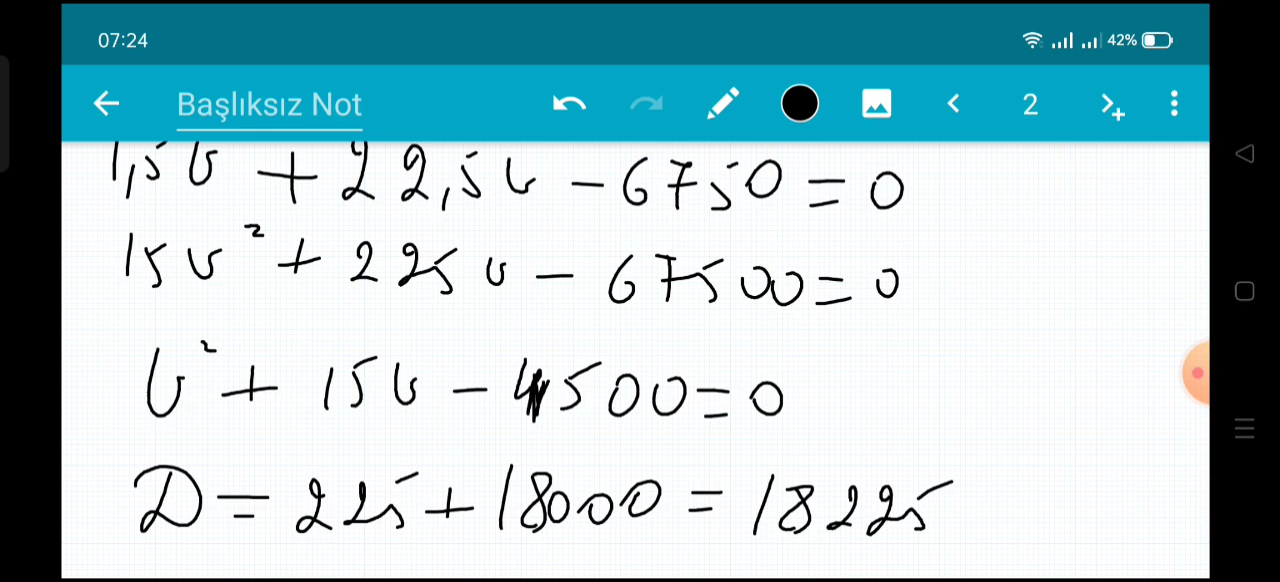 07:24 42%
Başlıksız Not 2
1,5v + 22,5v - 6750 = 0
15v² + 225v - 67500 = 0
v² + 15v - 4500 = 0
D = 225 + 18000 = 18225